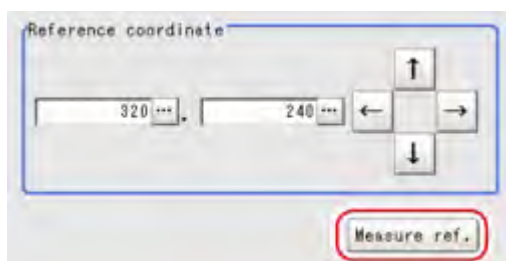 Reference coordinate
↑
320 ... , 240 ... ← →
↓
Measure ref.